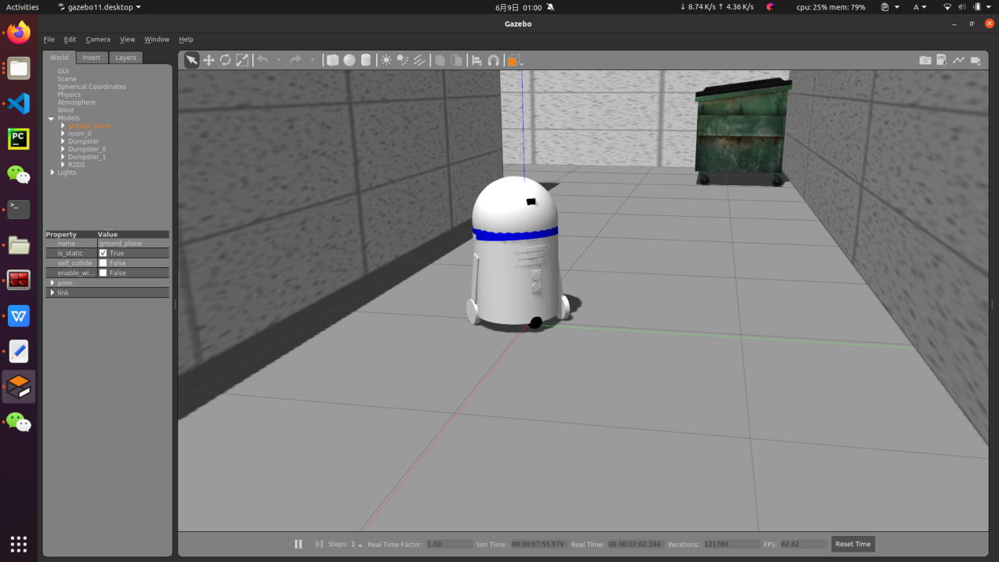 Activities gazebo11.desktop 6月9日 01:00 ↓ 8.74 K/s ↑ 4.36 K/s cpu: 25% mem: 79% A
Gazebo
File Edit Camera View Window Help
World Insert Layers
GUI
Scene
Spherical Coordinates
Physics
Atmosphere
Wind
Models
ground_plane
room_0
Dumpster
Dumpster_0
Dumpster_1
R2D2
Lights
Property Value
name ground_plane
is_static True
self_collide False
enable_wi... False
pose
link
PC
LOG
Steps: 1 Real Time Factor: 1.00 Sim Time: 00 00:07:55.979 Real Time: 00 00:02:02.384 Iterations: 121780 FPS: 62.62 Reset Time